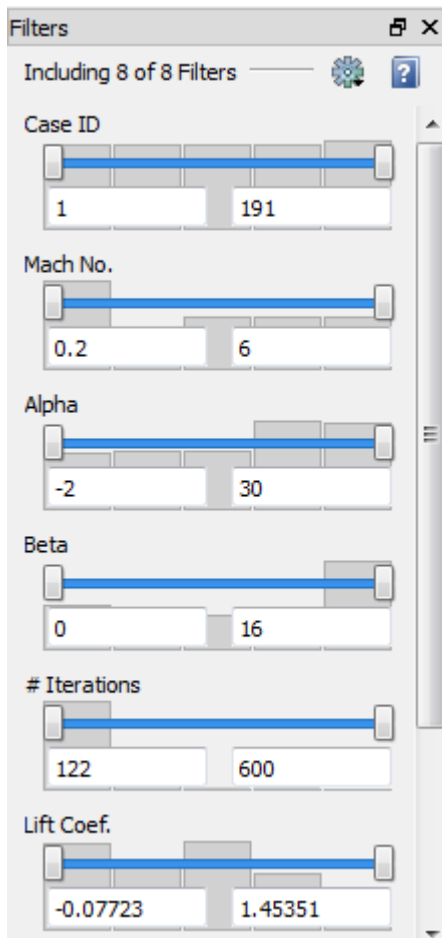 Filters
Including 8 of 8 Filters
Case ID
1 191
Mach No.
0.2 6
Alpha
-2 30
Beta
0 16
# Iterations
122 600
Lift Coef.
-0.07723 1.45351